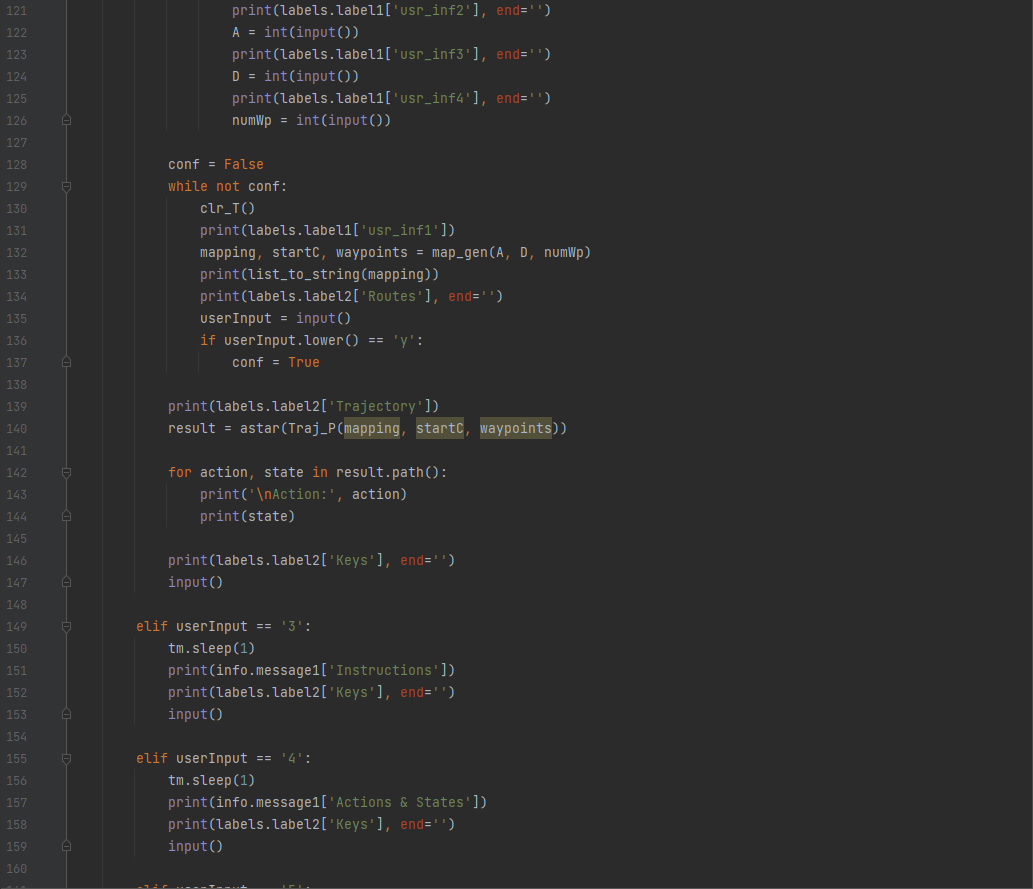 121 print(labels.label1['usr_inf2'], end='')
122 A = int(input())
123 print(labels.label1['usr_inf3'], end='')
124 D = int(input())
125 print(labels.label1['usr_inf4'], end='')
126 numWp = int(input())
127
128 conf = False
129 while not conf:
130 clr_T()
131 print(labels.label1['usr_inf1'])
132 mapping, startC, waypoints = map_gen(A, D, numWp)
133 print(list_to_string(mapping))
134 print(labels.label2['Routes'], end='')
135 userInput = input()
136 if userInput.lower() == 'y':
137 conf = True
138
139 print(labels.label2['Trajectory'])
140 result = astar(Traj_P(mapping, startC, waypoints))
141
142 for action, state in result.path():
143 print('\nAction:', action)
144 print(state)
145
146 print(labels.label2['Keys'], end='')
147 input()
148
149 elif userInput == '3':
150 tm.sleep(1)
151 print(info.message1['Instructions'])
152 print(labels.label2['Keys'], end='')
153 input()
154
155 elif userInput == '4':
156 tm.sleep(1)
157 print(info.message1['Actions & States'])
158 print(labels.label2['Keys'], end='')
159 input()
160